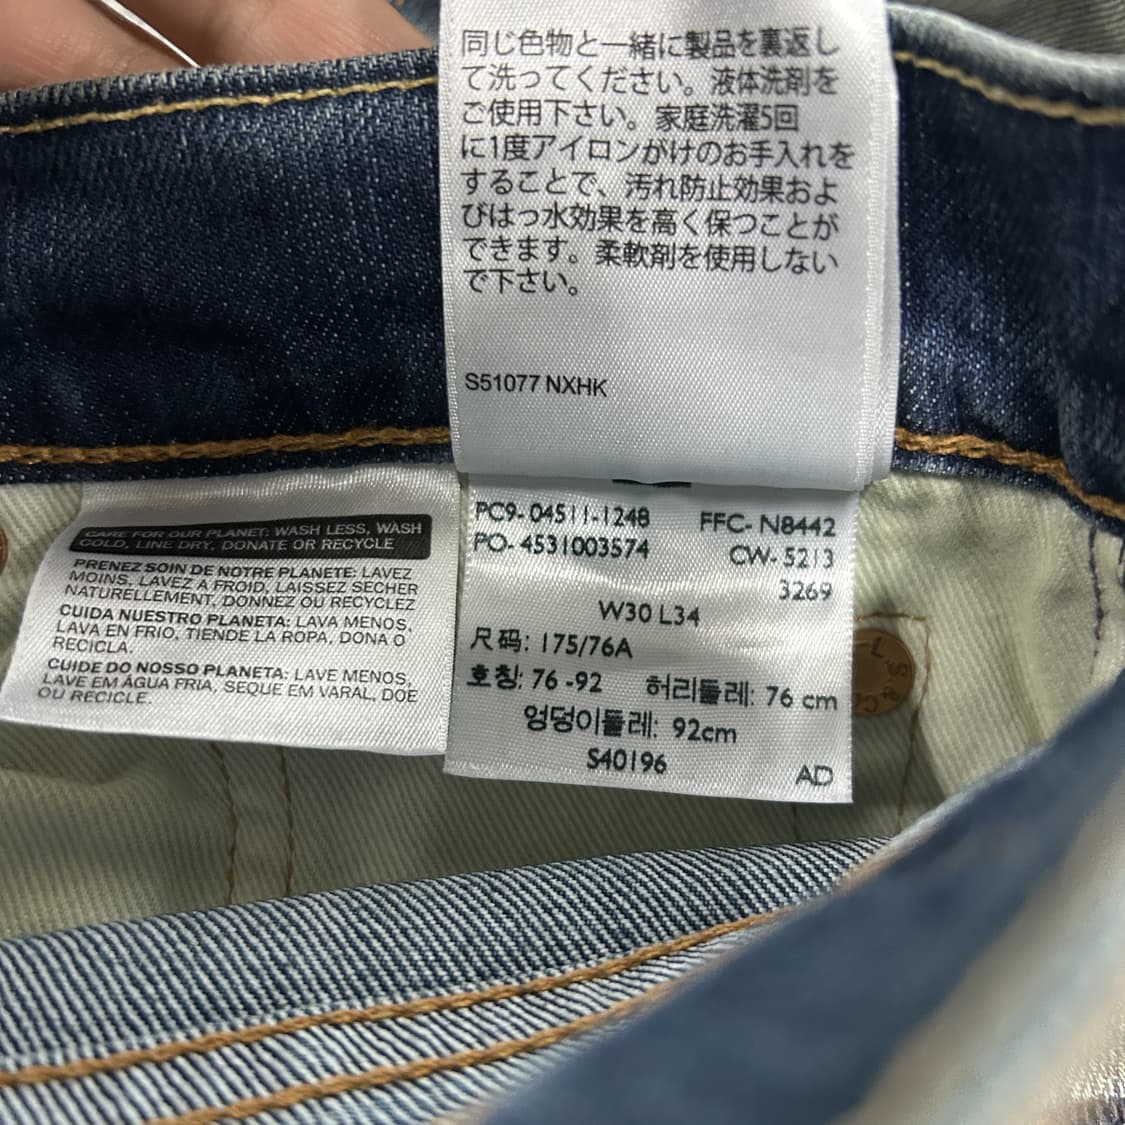 同じ色物と一緒に製品を裏返し
て洗ってください。液体洗剤を
ご使用下さい。家庭洗濯5回
に1度アイロンがけのお手入れを
することで、汚れ防止効果およ
びはっ水効果を高く保つことが
できます。柔軟剤を使用しない
で下さい。
S51077 NXHK
CARE FOR OUR PLANET: WASH LESS, WASH
COLD, LINE DRY, DONATE OR RECYCLE
PRENEZ SOIN DE NOTRE PLANETE: LAVEZ
MOINS, LAVEZ A FROID, LAISSEZ SECHER
NATURELLEMENT, DONNEZ OU RECYCLEZ
CUIDA NUESTRO PLANETA: LAVA MENOS,
LAVA EN FRIO, TIENDE LA ROPA, DONA O
RECICLA.
CUIDE DO NOSSO PLANETA: LAVE MENOS,
LAVE EM ÁGUA FRIA, SEQUE EM VARAL, DOE
OU RECICLE.
PC9- 04511-1248 FFC- N8442
PO- 4531003574 CW- 5213
3269
W30 L34
尺码: 175/76A
호칭: 76 -92 허리둘레: 76 cm
엉덩이둘레: 92cm
S40196 AD